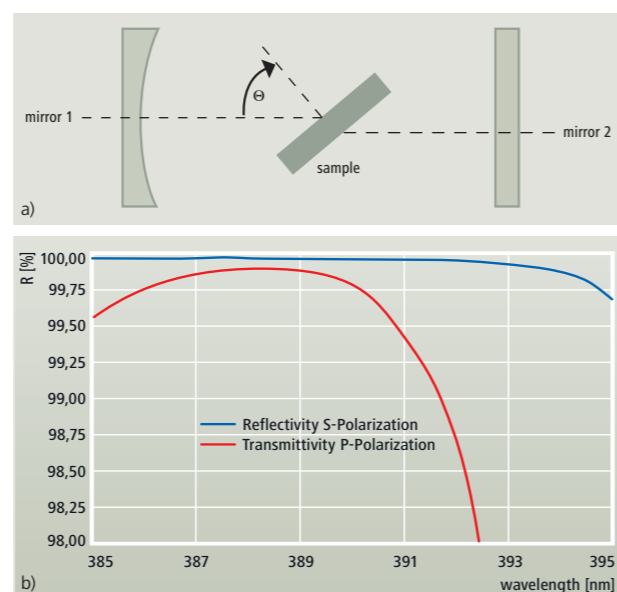 Θ
mirror 1
mirror 2
sample
a)
R [%]
100,00
99,75
99,50
99,25
99,00
98,75
98,50
98,25
98,00
Reflectivity S-Polarization
Transmittivity P-Polarization
385 387 389 391 393 395
b)
wavelength [nm]